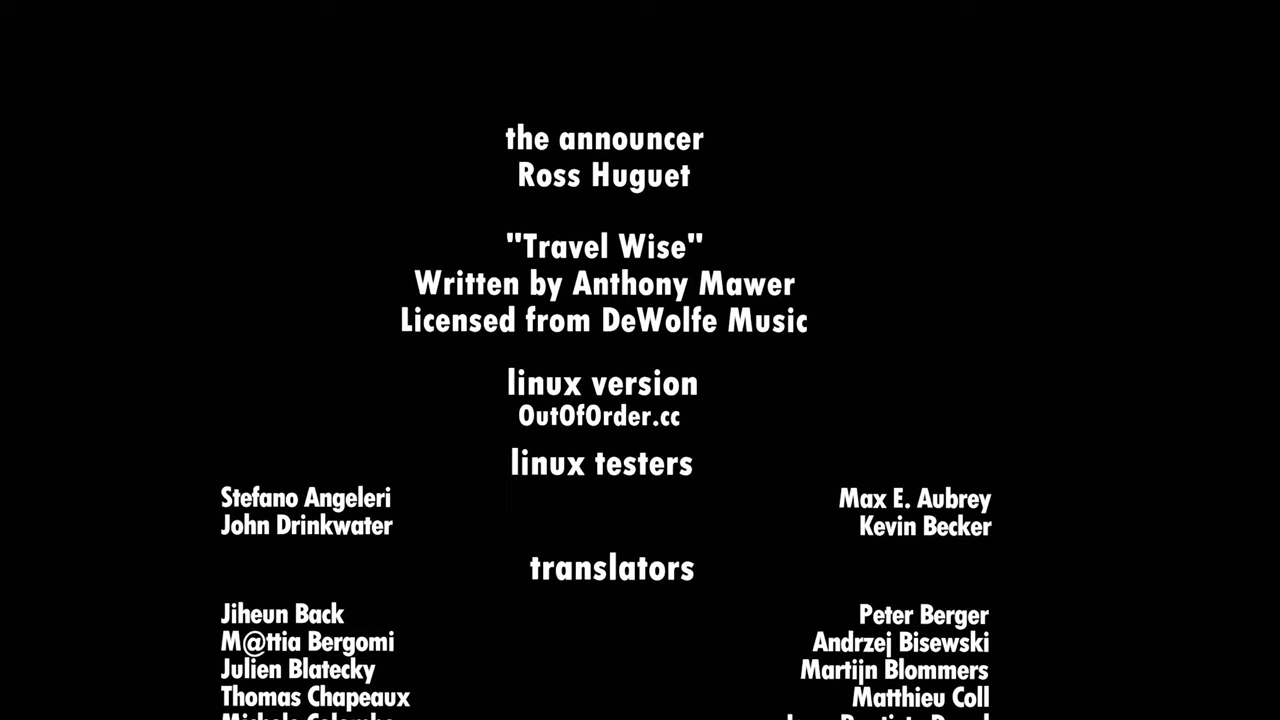 the announcer
Ross Huguet
"Travel Wise"
Written by Anthony Mawer
Licensed from DeWolfe Music
linux version
OutOfOrder.cc
linux testers
Stefano Angeleri
Max E. Aubrey
John Drinkwater
Kevin Becker
translators
Jiheun Back
Peter Berger
M@ttia Bergomi
Andrzej Bisewski
Julien Blatecky
Martijn Blommers
Thomas Chapeaux
Matthieu Coll